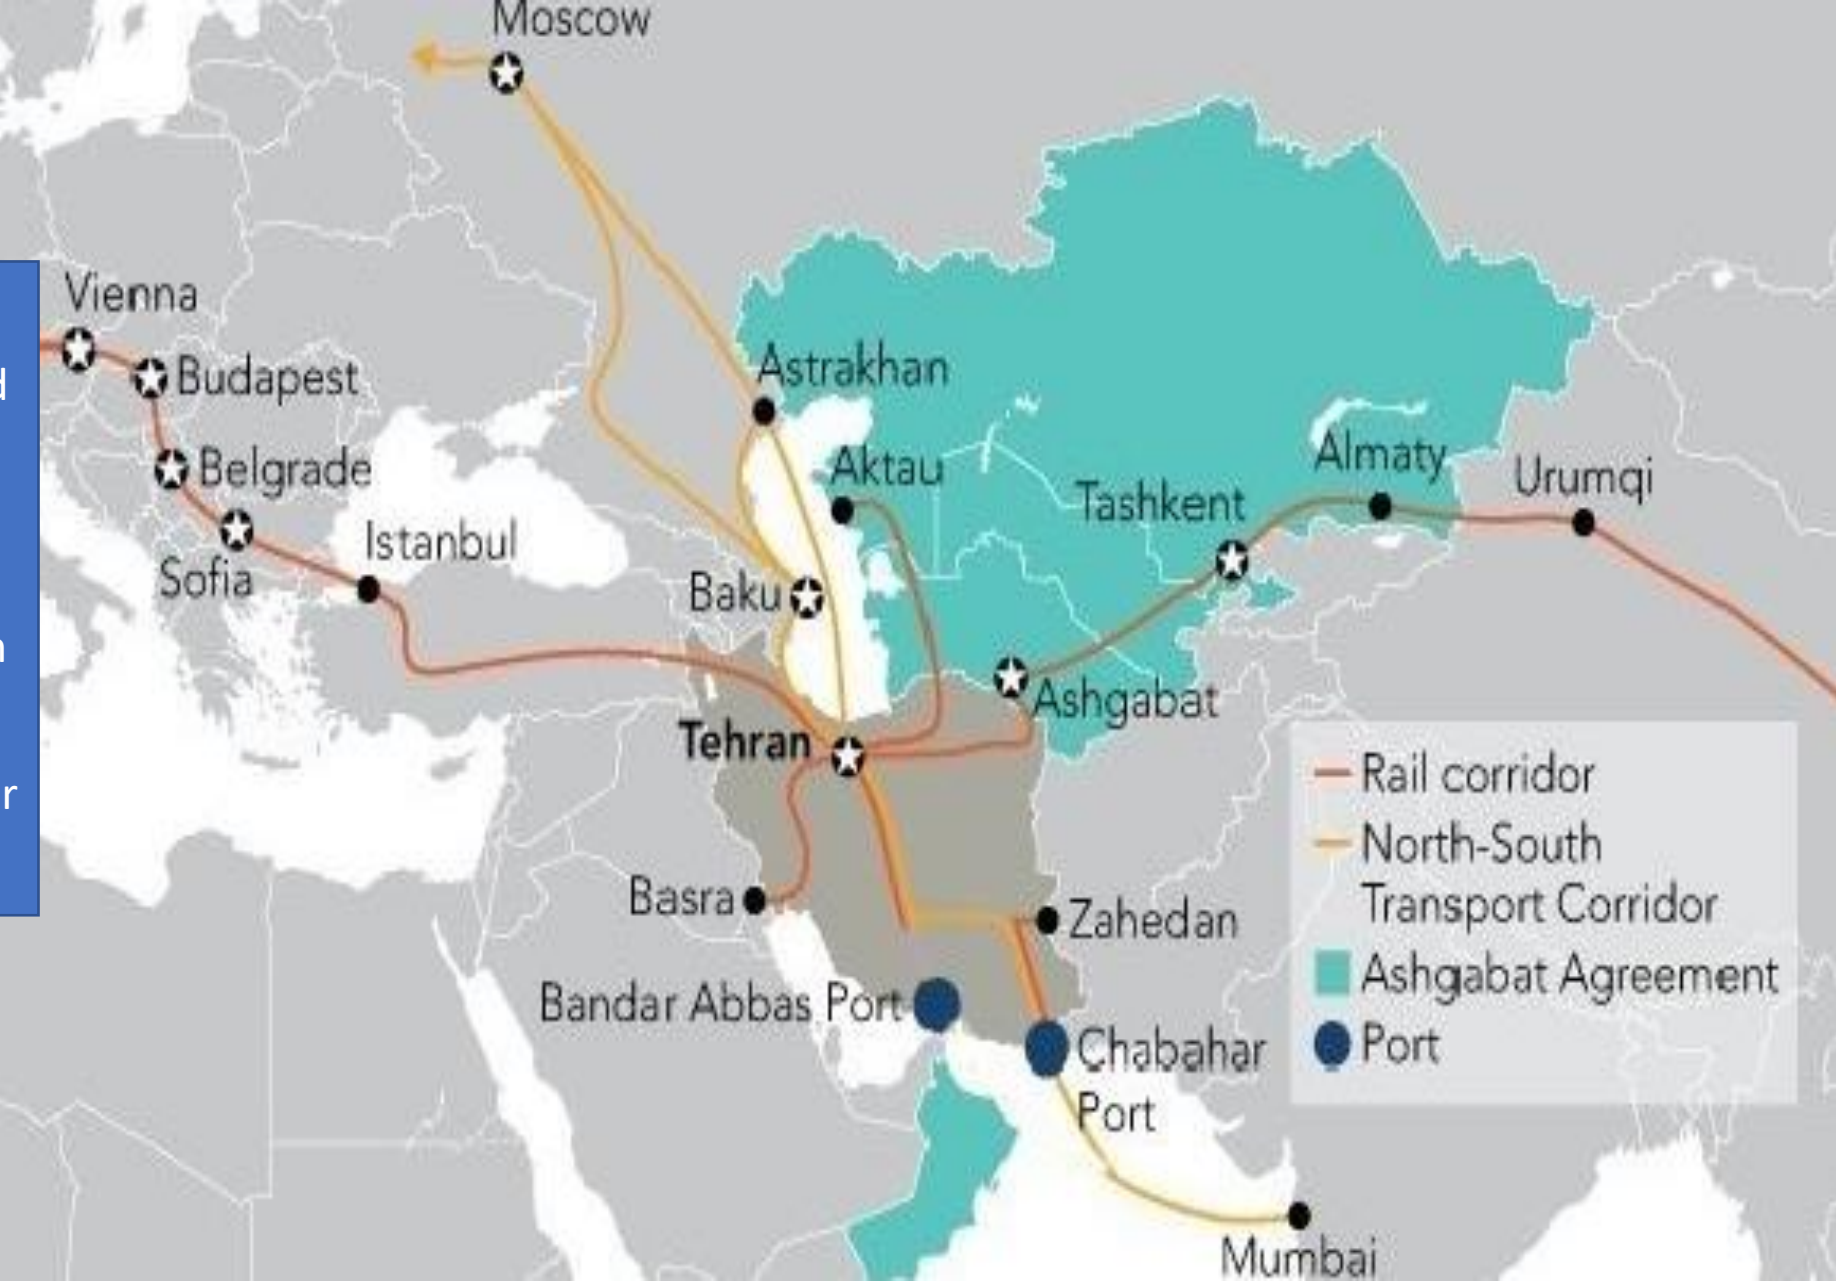 Moscow
Vienna
Budapest
Astrakhan
Belgrade
Aktau
Almaty
Urumqi
Tashkent
Istanbul
Sofia
Baku
Ashgabat
Tehran
Basra
Zahedan
Bandar Abbas Port
Chabahar
Port
Mumbai
Rail corridor
North-South
Transport Corridor
Ashgabat Agreement
Port